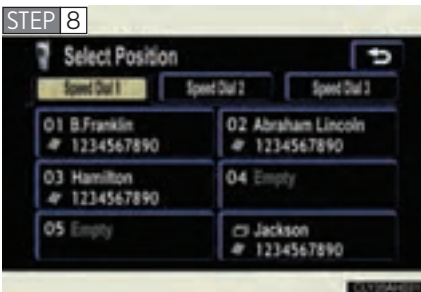 STEP 8
Select Position
Speed Dial 1 Speed Dial 2 Speed Dial 3
01 B.Franklin
# 1234567890
02 Abraham Lincoln
# 1234567890
03 Hamilton
# 1234567890
04 Empty
05 Empty
Jackson
# 1234567890